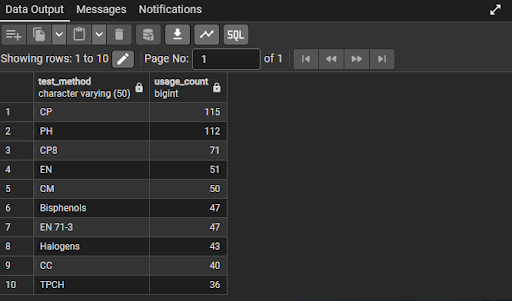 Data Output Messages Notifications
SQL
Showing rows: 1 to 10 Page No: 1 of 1
test_method usage_count
character varying (50) bigint
1 CP 115
2 PH 112
3 CP8 71
4 EN 51
5 CM 50
6 Bisphenols 47
7 EN 71-3 47
8 Halogens 43
9 CC 40
10 TPCH 36